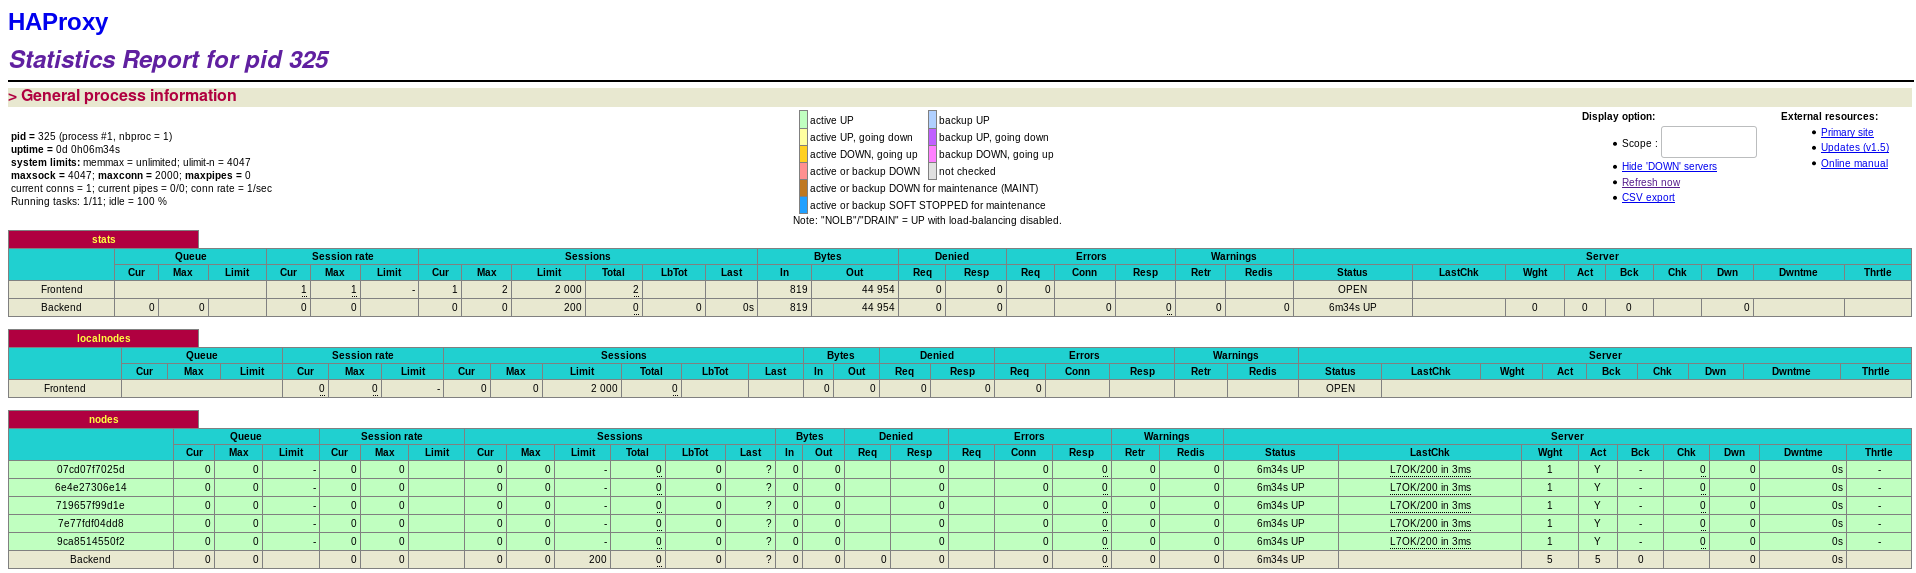 HAProxy
Statistics Report for pid 325
> General process information
pid = 325 (process #1, nbproc = 1)
uptime = 0d 0h06m34s
system limits: memmax = unlimited; ulimit-n = 4047
maxsock = 4047; maxconn = 2000; maxpipes = 0
current conns = 1; current pipes = 0/0; conn rate = 1/sec
Running tasks: 1/11; idle = 100 %
active UP backup UP
active UP, going down backup UP, going down
active DOWN, going up backup DOWN, going up
active or backup DOWN not checked
active or backup DOWN for maintenance (MAINT)
active or backup SOFT STOPPED for maintenance
Note: "NOLB"/"DRAIN" = UP with load-balancing disabled.
Display option:
• Scope :
• Hide 'DOWN' servers
• Refresh now
• CSV export
External resources:
• Primary site
• Updates (v1.5)
• Online manual
stats
Queue Session rate Sessions Bytes Denied Errors Warnings Server
Cur Max Limit Cur Max Limit Cur Max Limit Total LbTot Last In Out Req Resp Req Conn Resp Retr Redis Status LastChk Wght Act Bck Chk Dwn Dwntme Thrtle
Frontend 1 1 - 1 2 2 000 2 819 44 954 0 0 0 OPEN
Backend 0 0 0 0 0 0 200 0 0 0s 819 44 954 0 0 0 0 0 0 6m34s UP 0 0 0 0
localnodes
Queue Session rate Sessions Bytes Denied Errors Warnings Server
Cur Max Limit Cur Max Limit Cur Max Limit Total LbTot Last In Out Req Resp Req Conn Resp Retr Redis Status LastChk Wght Act Bck Chk Dwn Dwntme Thrtle
Frontend 0 0 - 0 0 2 000 0 0 0 0 0 0 OPEN
nodes
Queue Session rate Sessions Bytes Denied Errors Warnings Server
Cur Max Limit Cur Max Limit Cur Max Limit Total LbTot Last In Out Req Resp Req Conn Resp Retr Redis Status LastChk Wght Act Bck Chk Dwn Dwntme Thrtle
07cd07f7025d 0 0 - 0 0 0 0 - 0 0 ? 0 0 0 0 0 0 0 6m34s UP L7OK/200 in 3ms 1 Y - 0 0 0s -
6e4e27306e14 0 0 - 0 0 0 0 - 0 0 ? 0 0 0 0 0 0 0 6m34s UP L7OK/200 in 3ms 1 Y - 0 0 0s -
719657f99d1e 0 0 - 0 0 0 0 - 0 0 ? 0 0 0 0 0 0 0 6m34s UP L7OK/200 in 3ms 1 Y - 0 0 0s -
7e77fdf04dd8 0 0 - 0 0 0 0 - 0 0 ? 0 0 0 0 0 0 0 6m34s UP L7OK/200 in 3ms 1 Y - 0 0 0s -
9ca8514550f2 0 0 - 0 0 0 0 - 0 0 ? 0 0 0 0 0 0 0 6m34s UP L7OK/200 in 3ms 1 Y - 0 0 0s -
Backend 0 0 0 0 0 0 200 0 0 ? 0 0 0 0 0 0 0 0 6m34s UP 5 5 0 0 0s